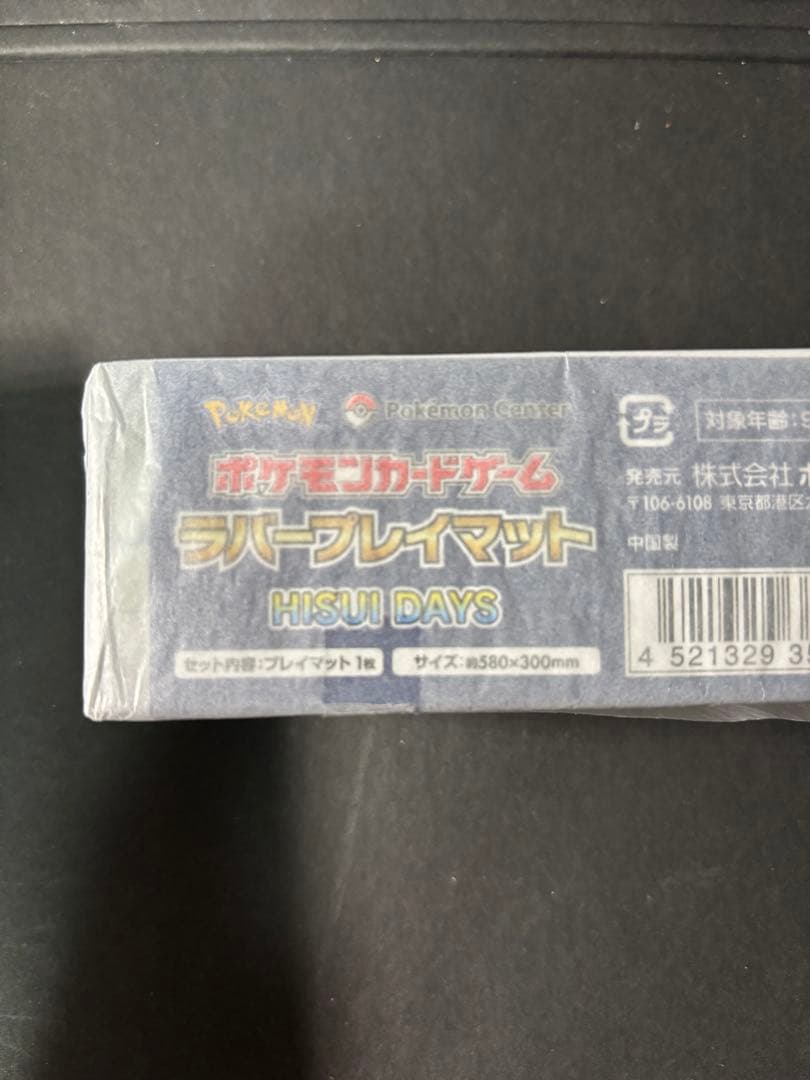 POKÉMON Pokémon Center
ポケモンカードゲーム
ラバープレイマット
HISUI DAYS
セット内容:プレイマット1枚 サイズ:約580×300mm
プラ 対象年齢:
発売元 株式会社
〒106-6108 東京都港区
中国製
4 521329 3